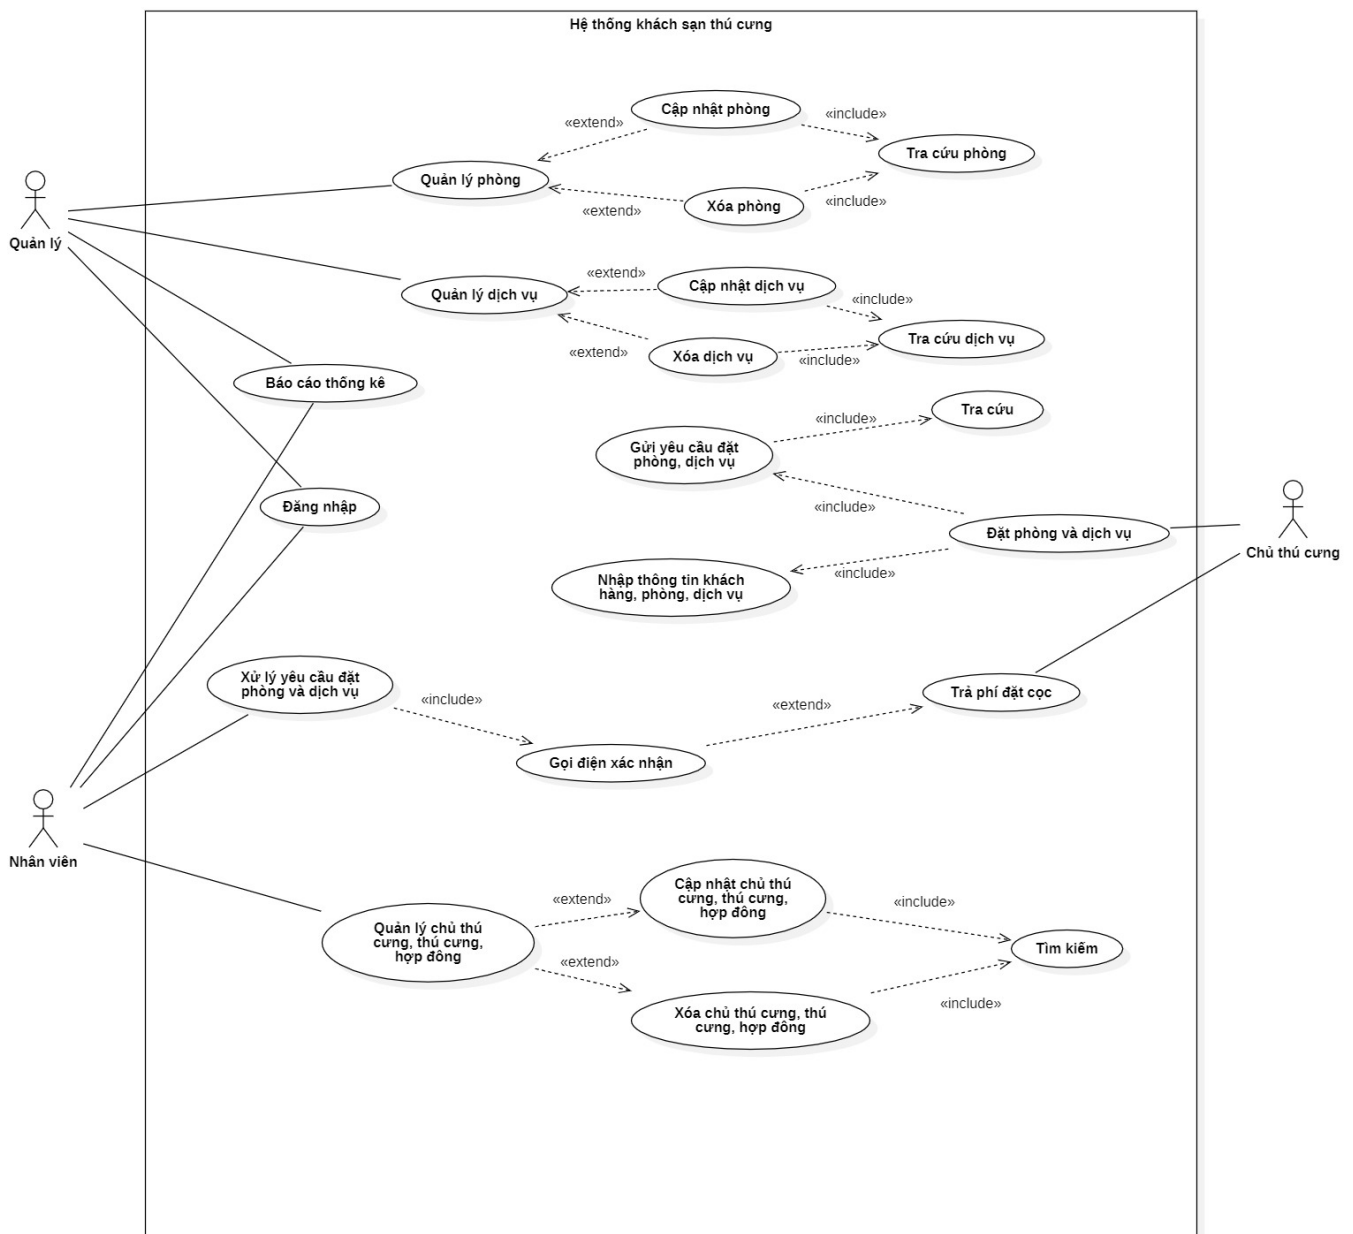 Hệ thống khách sạn thú cưng
Cập nhật phòng
«extend»
«include»
Tra cứu phòng
Quản lý phòng
Xóa phòng
«extend»
«include»
Quản lý
«extend»
Cập nhật dịch vụ
Quản lý dịch vụ
«include»
Tra cứu dịch vụ
«extend»
Xóa dịch vụ
«include»
Báo cáo thống kê
Tra cứu
«include»
Gửi yêu cầu đặt
phòng, dịch vụ
Đăng nhập
«include»
Đặt phòng và dịch vụ
Chủ thú cưng
«include»
Nhập thông tin khách
hàng, phòng, dịch vụ
Xử lý yêu cầu đặt
phòng và dịch vụ
«include»
«extend»
Trả phí đặt cọc
Gọi điện xác nhận
Nhân viên
Cập nhật chủ thú
cưng, thú cưng,
hợp đông
«extend»
«include»
Quản lý chủ thú
cưng, thú cưng,
hợp đông
Tìm kiếm
«extend»
«include»
Xóa chủ thú cưng, thú
cưng, hợp đông